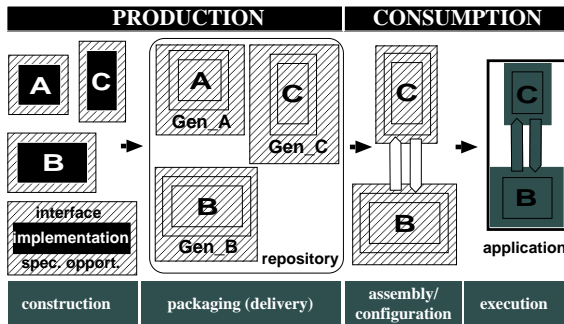 PRODUCTION
CONSUMPTION
A
C
B
interface
implementation
spec. opport.
A
Gen_A
C
Gen_C
B
Gen_B
repository
C
B
C
B
application
construction
packaging (delivery)
assembly/
configuration
execution